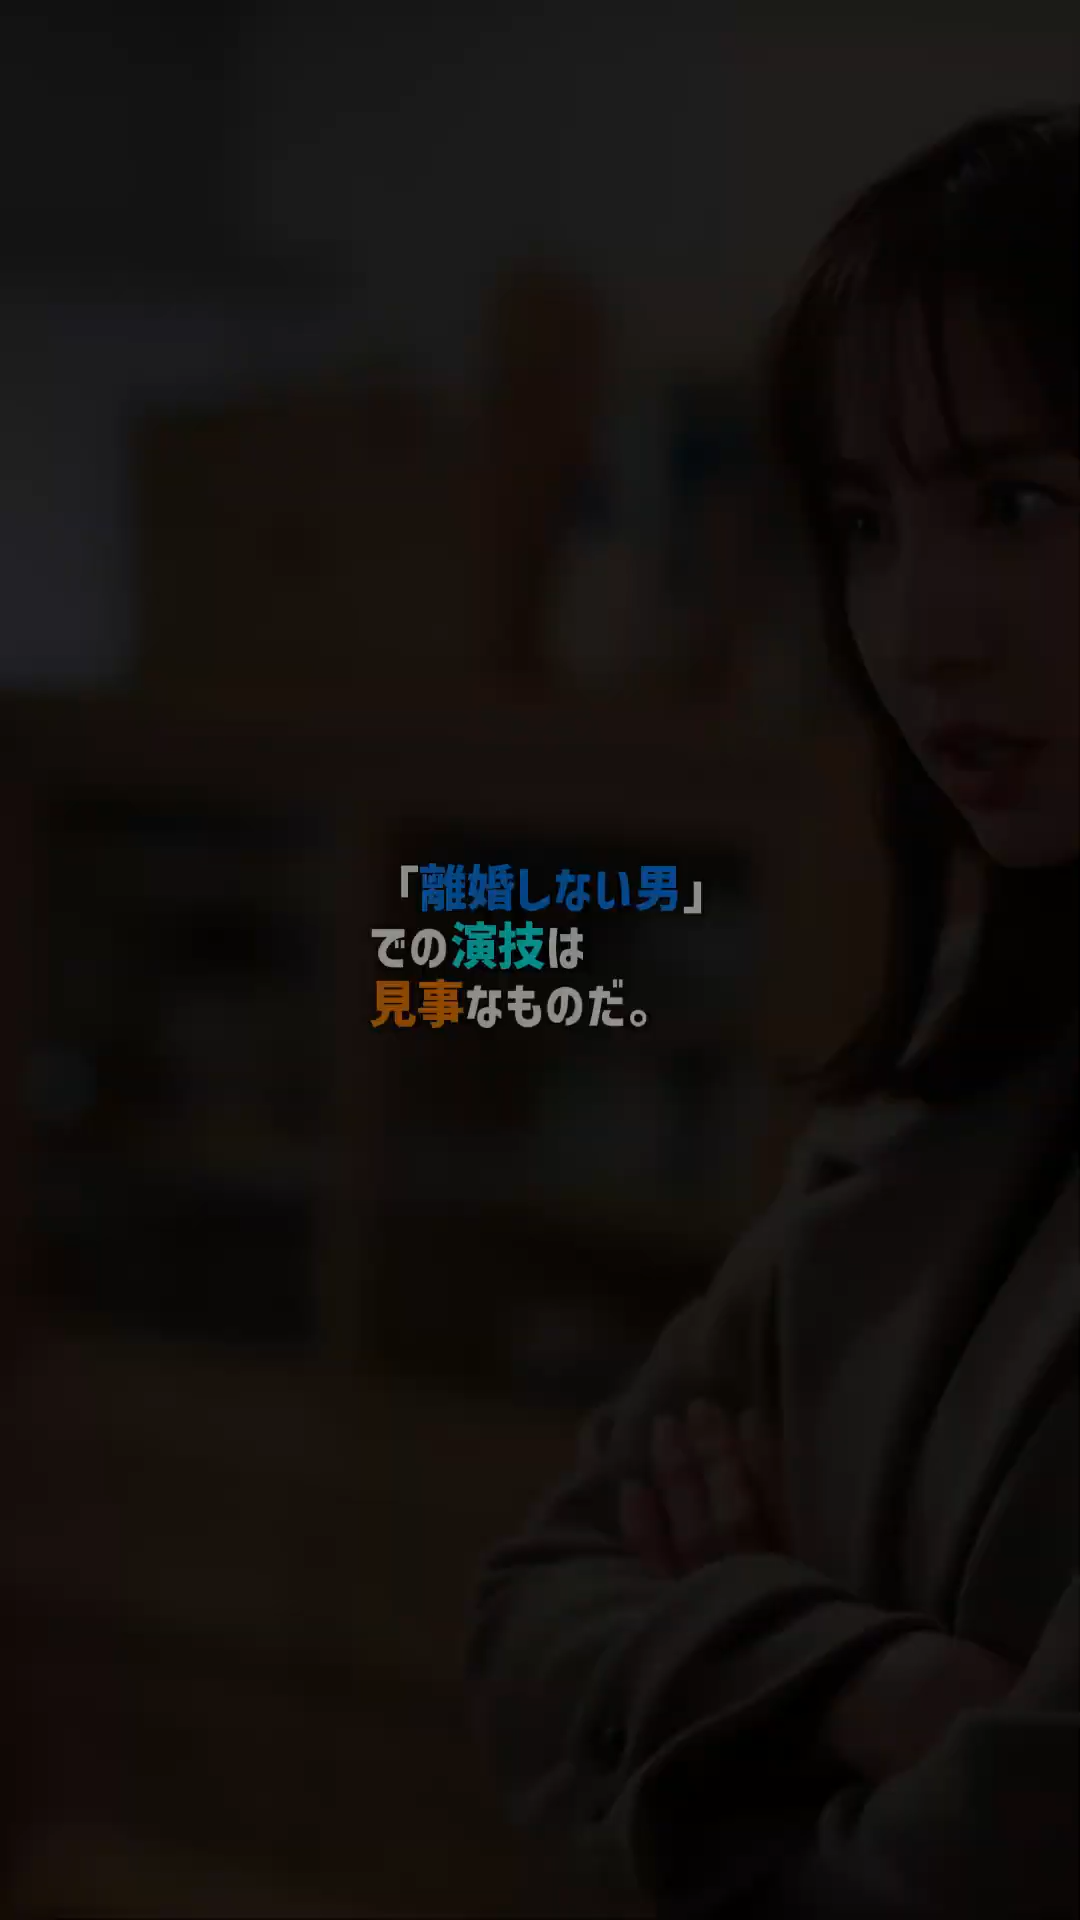 「離婚しない男」
での演技は
見事なものだ。